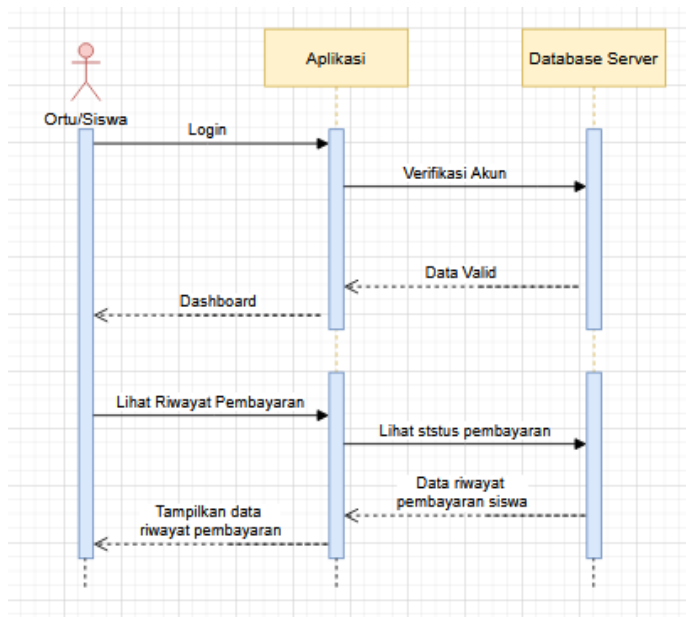 Aplikasi
Database Server
Ortu/Siswa
Login
Verifikasi Akun
Data Valid
Dashboard
Lihat Riwayat Pembayaran
Lihat ststus pembayaran
Data riwayat
pembayaran siswa
Tampilkan data
riwayat pembayaran